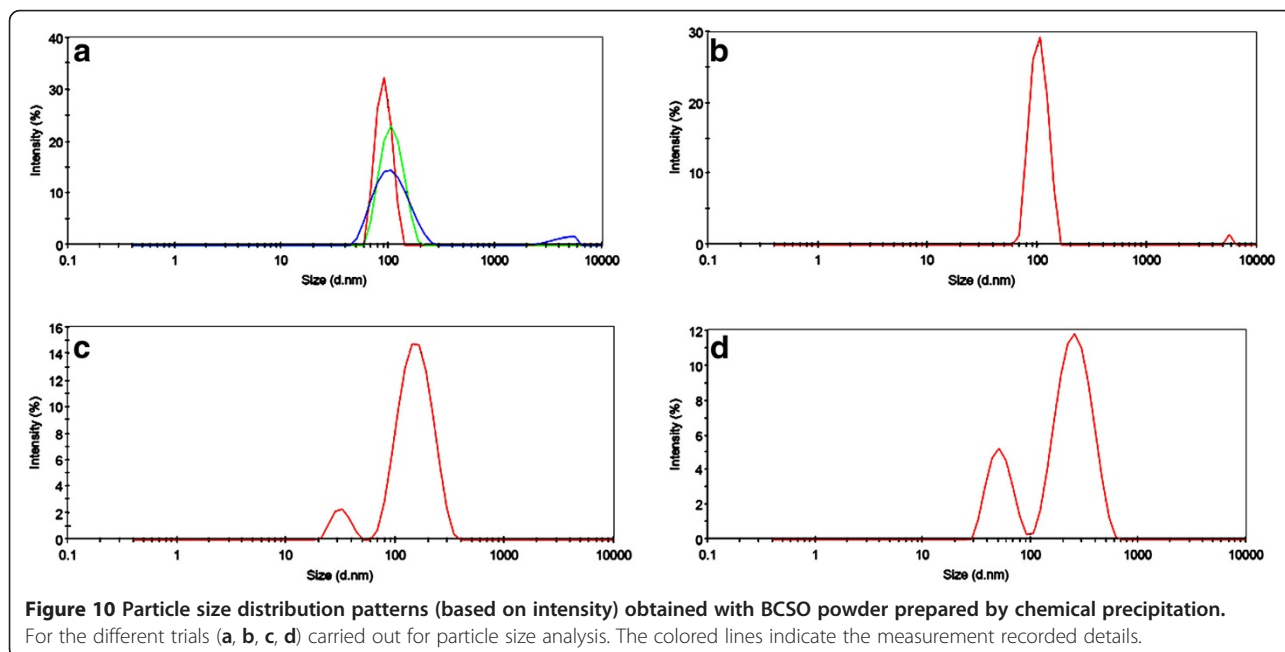 a
40
30
20
10
0
Intensity (%)
0.1 1 10 100 1000 10000
Size (d.nm)
b
30
20
10
0
Intensity (%)
0.1 1 10 100 1000 10000
Size (d.nm)
c
16
14
12
10
8
6
4
2
0
Intensity (%)
0.1 1 10 100 1000 10000
Size (d.nm)
d
12
10
8
6
4
2
0
Intensity (%)
0.1 1 10 100 1000 10000
Size (d.nm)
Figure 10 Particle size distribution patterns (based on intensity) obtained with BCSO powder prepared by chemical precipitation.
For the different trials (a, b, c, d) carried out for particle size analysis. The colored lines indicate the measurement recorded details.